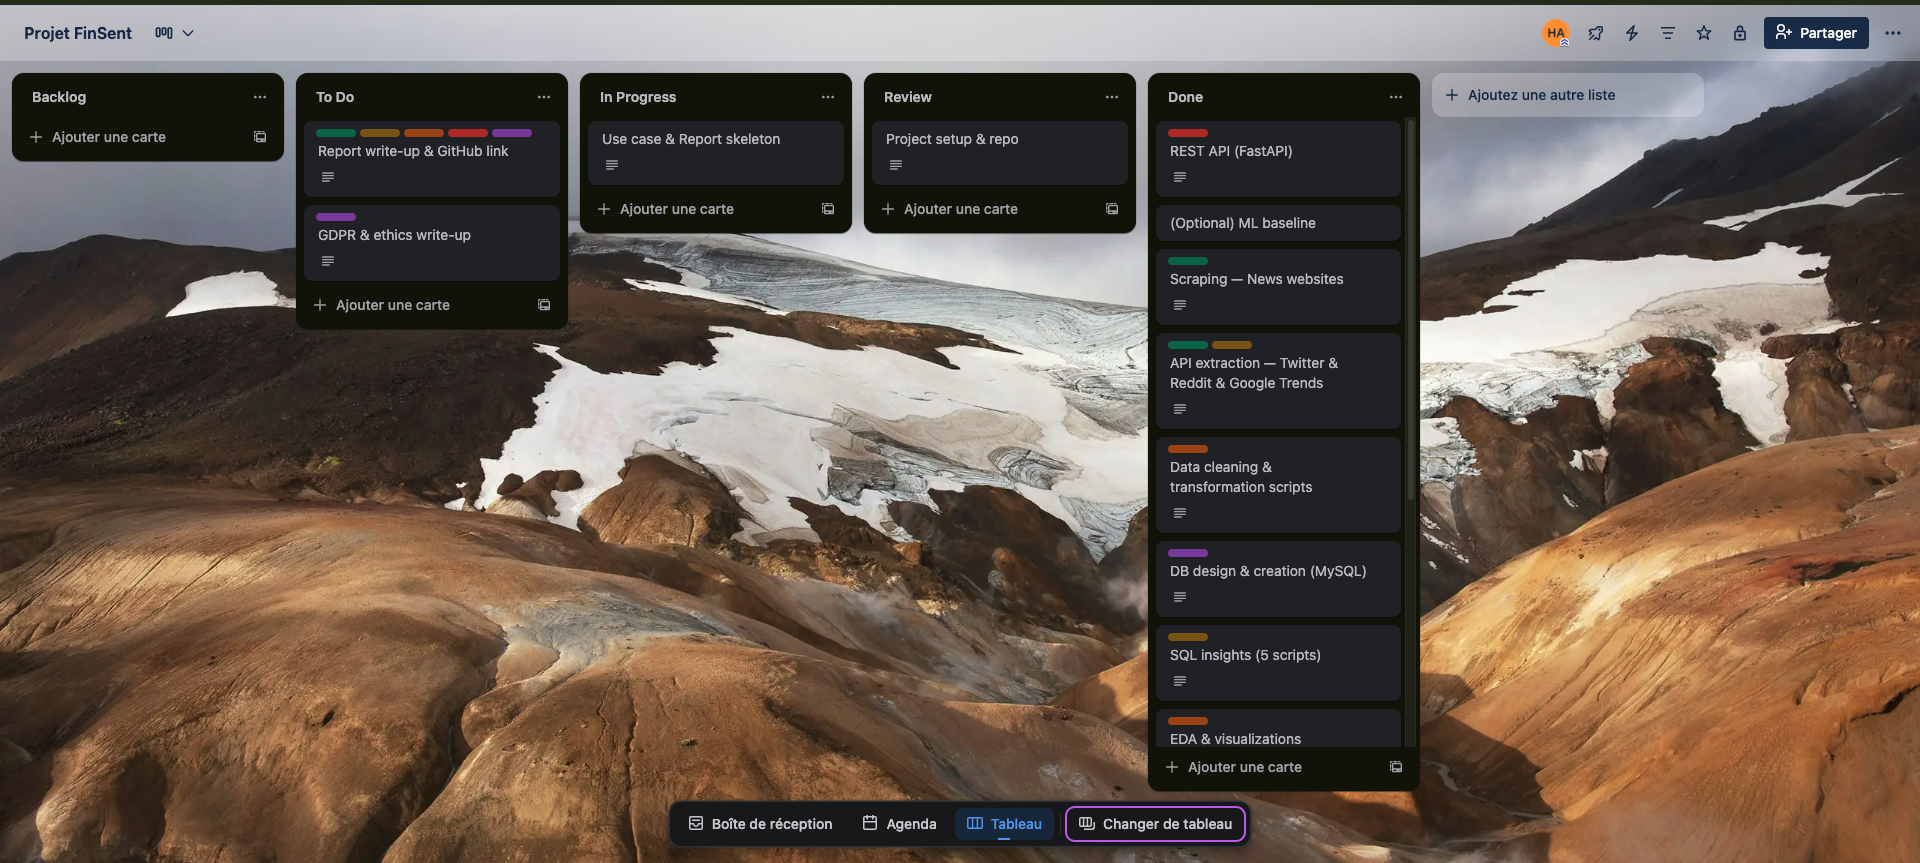 Projet FinSent
HA
Partager
Backlog
Ajouter une carte
To Do
Report write-up & GitHub link
GDPR & ethics write-up
Ajouter une carte
In Progress
Use case & Report skeleton
Ajouter une carte
Review
Project setup & repo
Ajouter une carte
Done
REST API (FastAPI)
(Optional) ML baseline
Scraping — News websites
API extraction — Twitter &
Reddit & Google Trends
Data cleaning &
transformation scripts
DB design & creation (MySQL)
SQL insights (5 scripts)
EDA & visualizations
Ajouter une carte
Ajoutez une autre liste
Boîte de réception
Agenda
Tableau
Changer de tableau